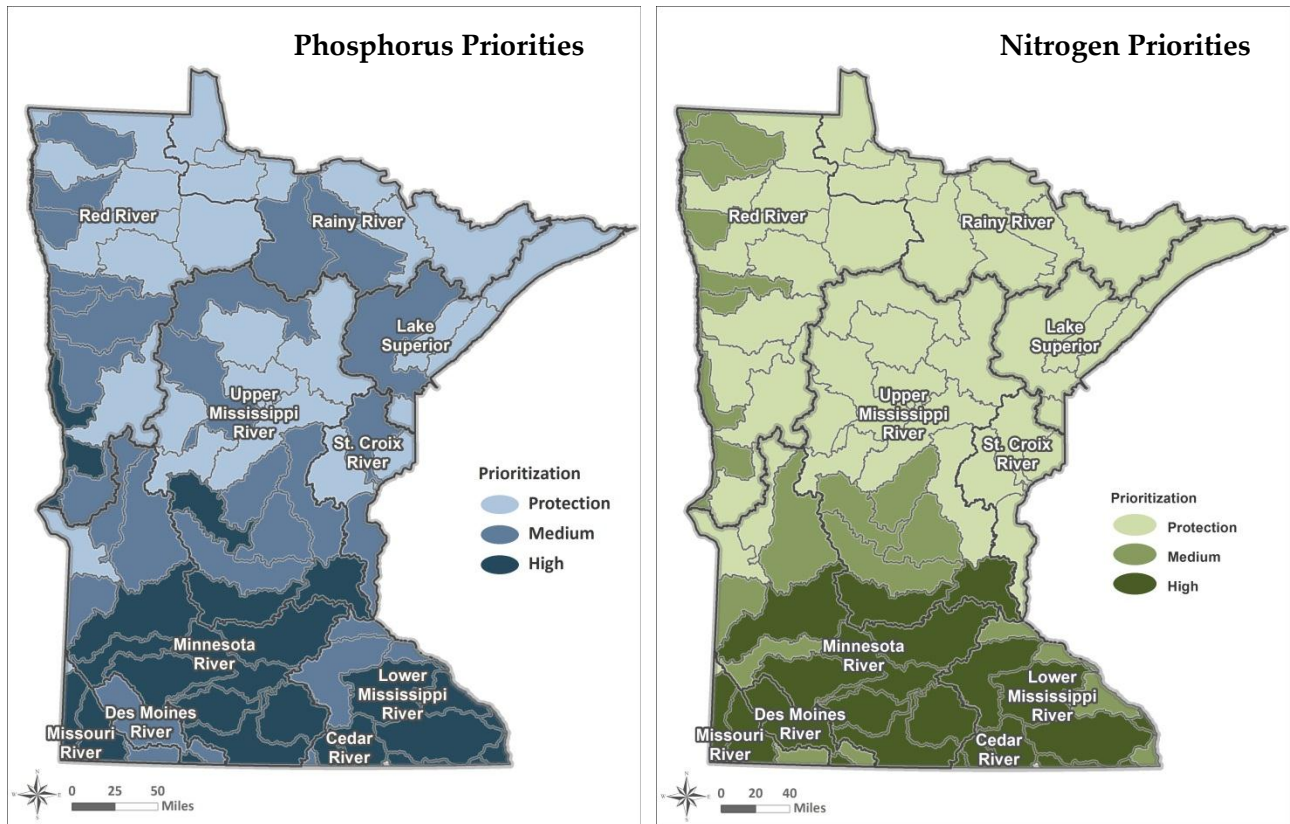 Phosphorus Priorities
Red River
Rainy River
Lake
Superior
Upper
Mississippi
River
St. Croix
River
Prioritization
Protection
Medium
High
Minnesota
River
Lower
Mississippi
River
Des Moines
River
Missouri
River
Cedar
River
0 25 50
Miles
Nitrogen Priorities
Red River
Rainy River
Lake
Superior
Upper
Mississippi
River
St. Croix
River
Prioritization
Protection
Medium
High
Minnesota
River
Lower
Mississippi
River
Des Moines
River
Missouri
River
Cedar
River
0 20 40
Miles